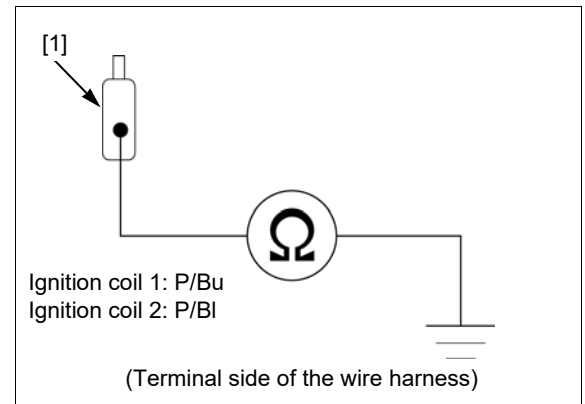 [1]
Ω
Ignition coil 1: P/Bu
Ignition coil 2: P/Bl
(Terminal side of the wire harness)